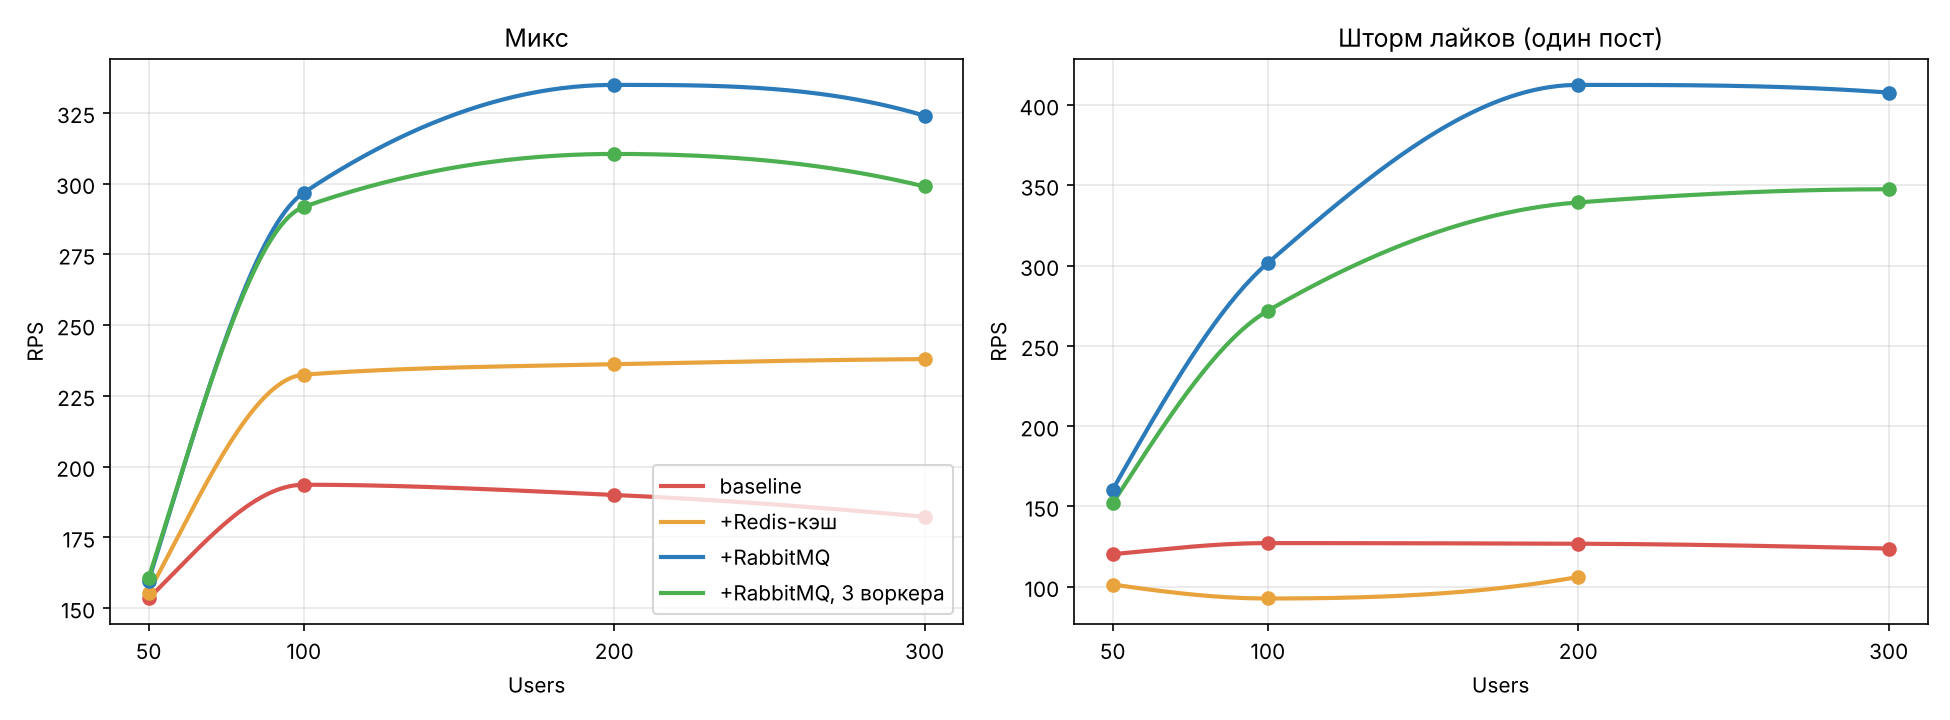 Микс
325
300
275
250
225
200
175
150
RPS
50
100
200
300
Users
baseline
+Redis-кэш
+RabbitMQ
+RabbitMQ, 3 воркера
Шторм лайков (один пост)
400
350
300
250
200
150
100
RPS
50
100
200
300
Users